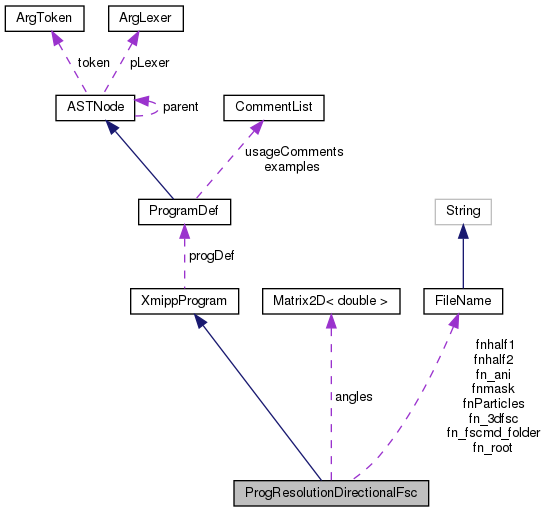 ArgToken
ArgLexer
token
pLexer
ASTNode
parent
CommentList
usageComments
examples
ProgramDef
String
progDef
XmippProgram
Matrix2D< double >
FileName
fnhalf1
fnhalf2
fn_ani
fnmask
fnParticles
fn_3dfsc
fn_fscmd_folder
fn_root
angles
ProgResolutionDirectionalFsc